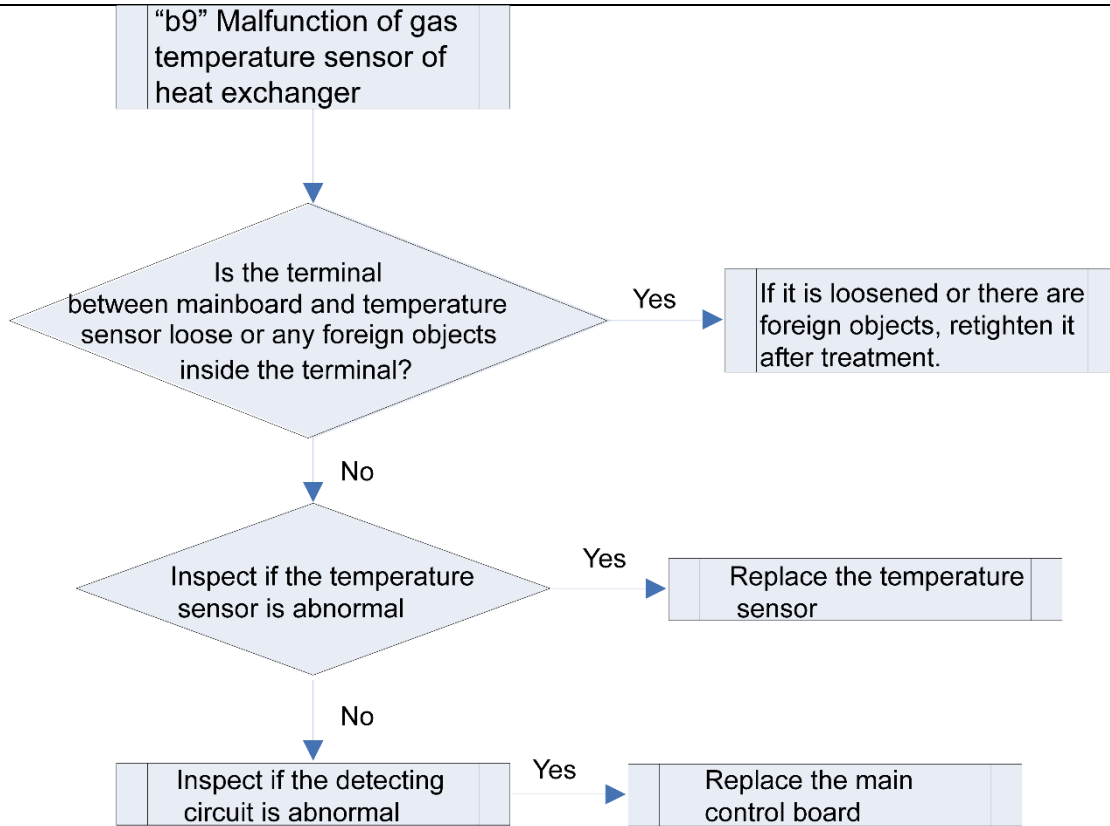 “b9” Malfunction of gas
temperature sensor of
heat exchanger
Is the terminal
between mainboard and temperature
sensor loose or any foreign objects
inside the terminal?
Yes
If it is loosened or there are
foreign objects, retighten it
after treatment.
No
Inspect if the temperature
sensor is abnormal
Yes
Replace the temperature
sensor
No
Inspect if the detecting
circuit is abnormal
Yes
Replace the main
control board